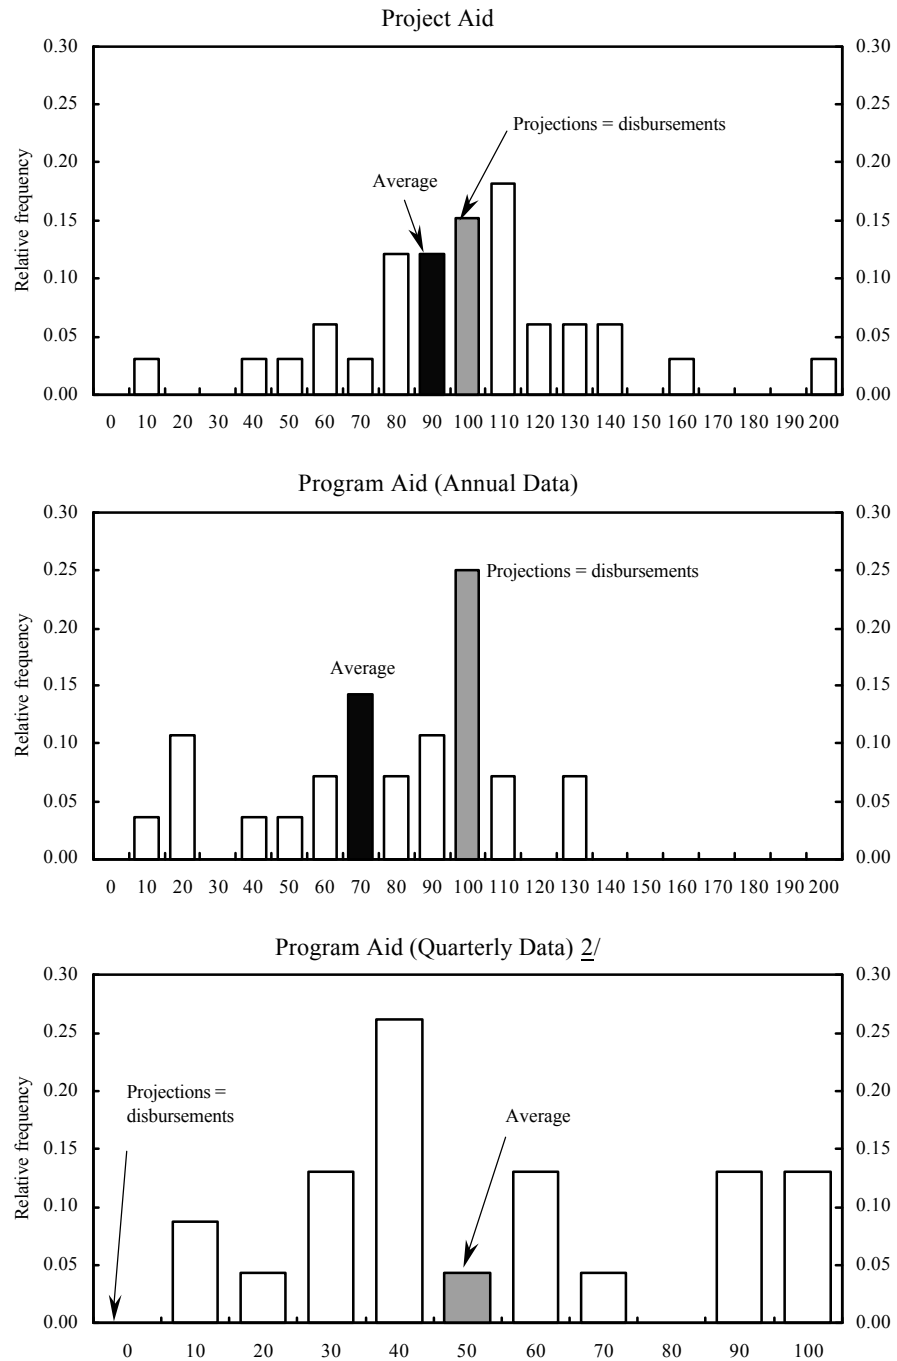 Project Aid
0.30
0.30
0.25
0.25
Projections = disbursements
0.20
0.20
Average
0.15
0.15
Relative frequency
0.10
0.10
0.05
0.05
0.00
0.00
0 10 20 30 40 50 60 70 80 90 100 110 120 130 140 150 160 170 180 190 200
Program Aid (Annual Data)
0.30
0.30
0.25
0.25
Projections = disbursements
0.20
0.20
Average
0.15
0.15
Relative frequency
0.10
0.10
0.05
0.05
0.00
0.00
0 10 20 30 40 50 60 70 80 90 100 110 120 130 140 150 160 170 180 190 200
Program Aid (Quarterly Data) 2/
0.30
0.30
0.25
0.25
0.20
0.20
Projections =
disbursements
Average
0.15
0.15
Relative frequency
0.10
0.10
0.05
0.05
0.00
0.00
0 10 20 30 40 50 60 70 80 90 100